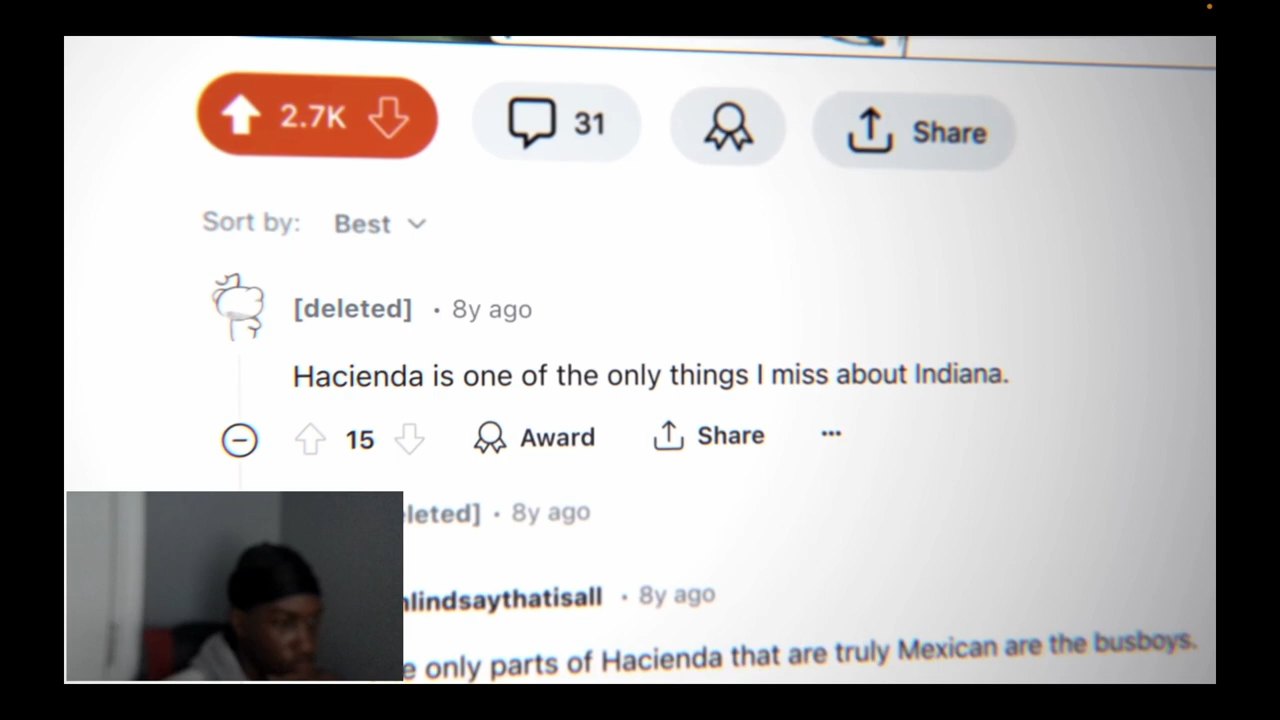 2.7K 31 Share
Sort by: Best
[deleted] · 8y ago
Hacienda is one of the only things I miss about Indiana.
15 Award Share ...
leted] · 8y ago
lindsaythatisall · 8y ago
e only parts of Hacienda that are truly Mexican are the busboys.